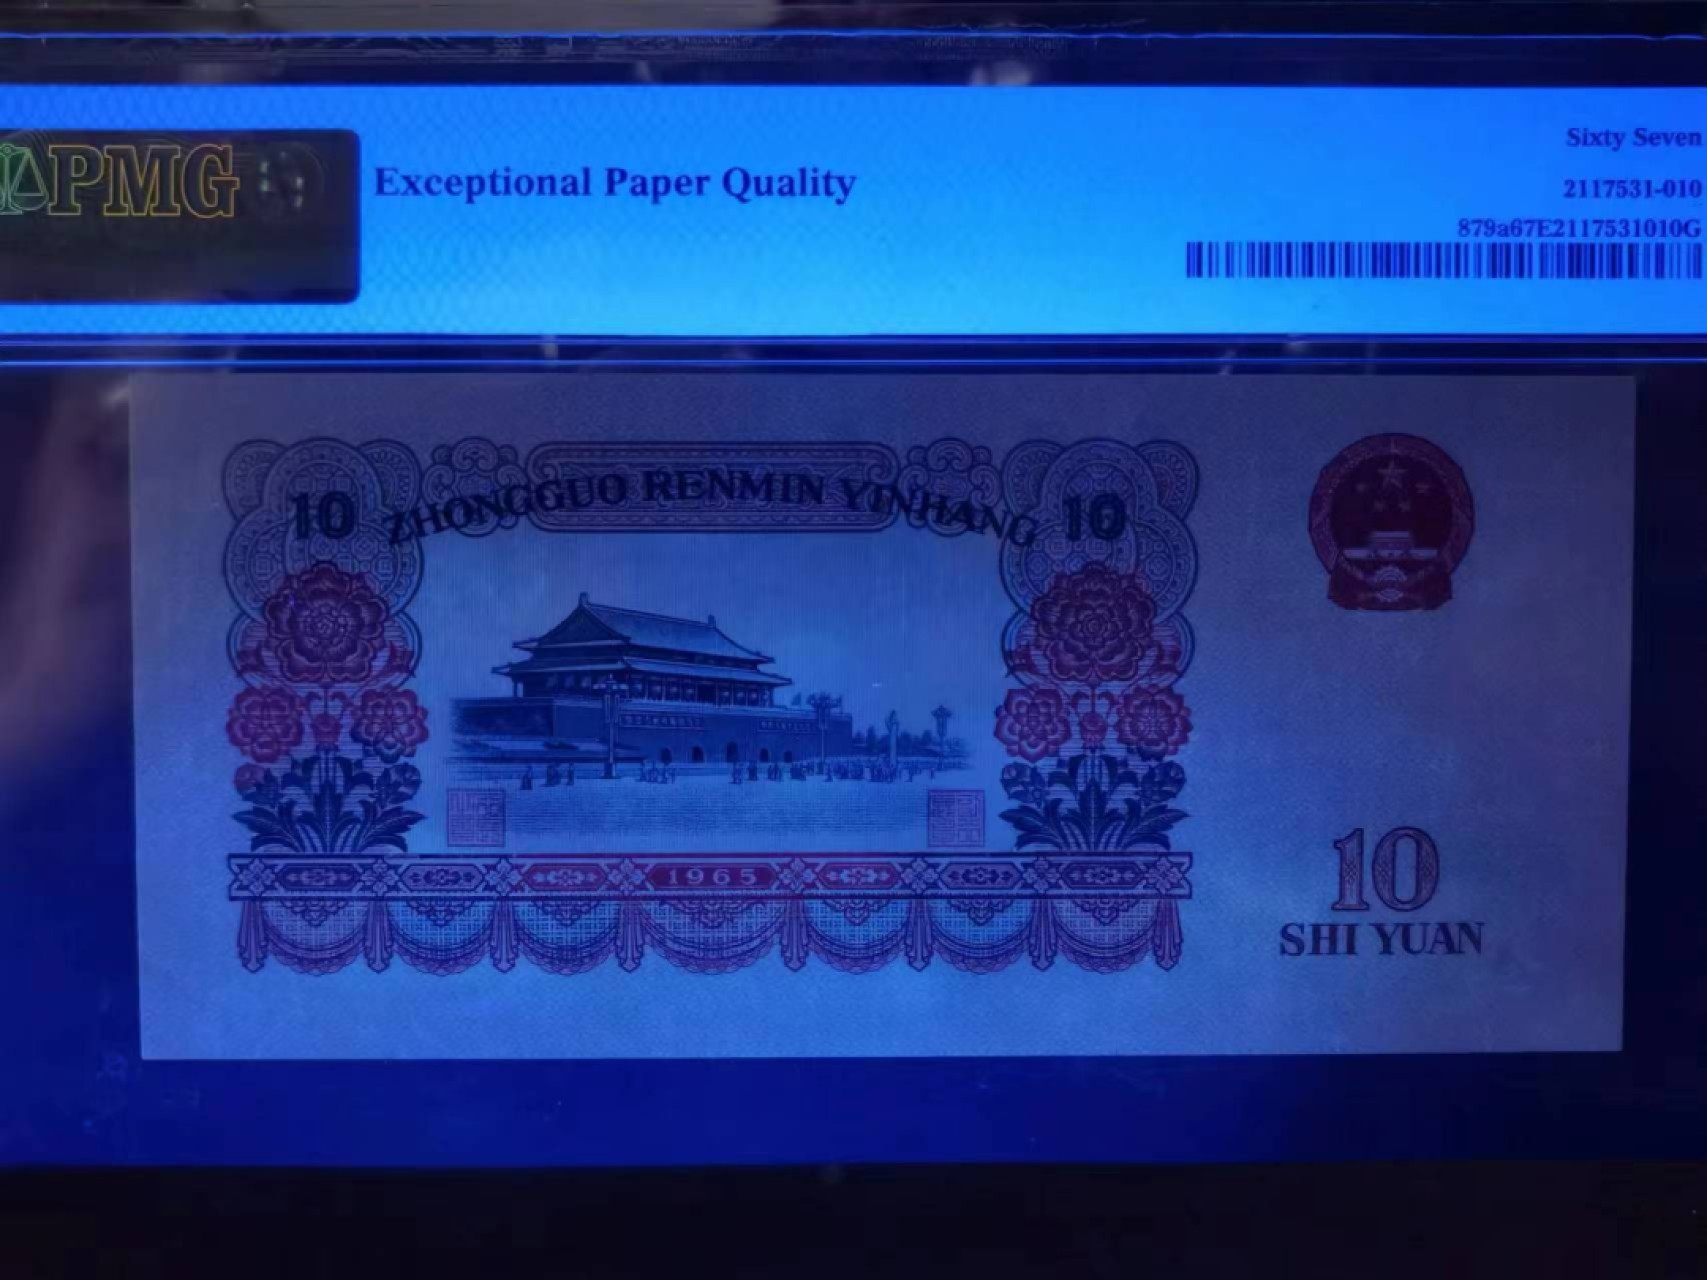 PMG
Exceptional Paper Quality
Sixty Seven
2117531-010
879a67E2117531010G
ZHONGGUO RENMIN YINHANG
10
10
1965
10
SHI YUAN